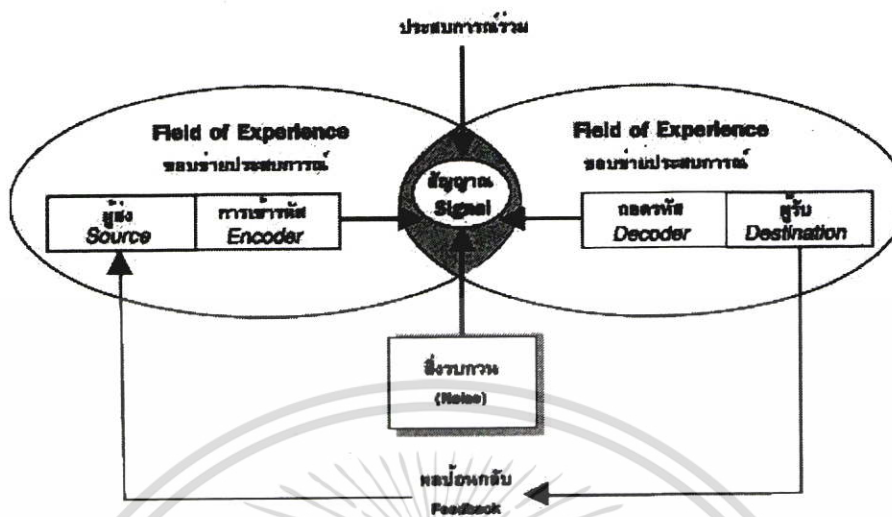 ประสบการณ์ร่วม
Field of Experience
ขอบข่ายประสบการณ์
ผู้ส่ง
Source
การเข้ารหัส
Encoder
สัญญาณ
Signal
Field of Experience
ขอบข่ายประสบการณ์
ถอดรหัส
Decoder
ผู้รับ
Destination
สิ่งรบกวน
(Noise)
ผลป้อนกลับ
Feedback